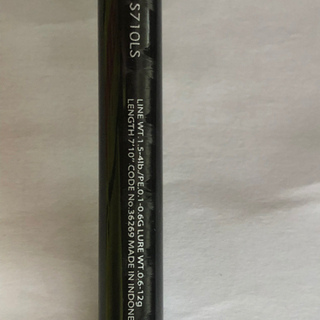 S710LS
LINE WT.1.5-4lb./PE.0.1-0.6G LURE WT.0.6-12g
LENGTH 7'10" CODE No.36269 MADE IN INDONE